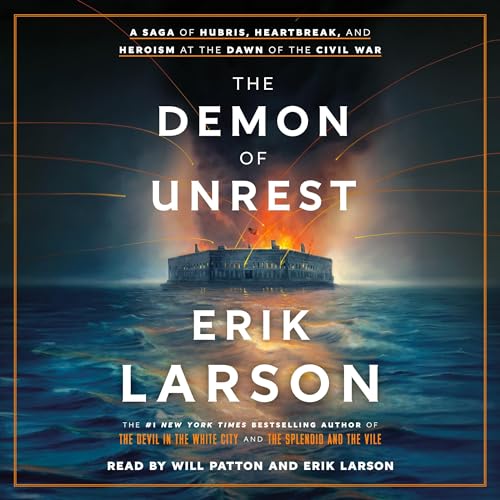 A SAGA OF HUBRIS, HEARTBREAK, AND
HEROISM AT THE DAWN OF THE CIVIL WAR
THE
DEMON
OF
UNREST
ERIK
LARSON
THE #1 NEW YORK TIMES BESTSELLING AUTHOR OF
THE DEVIL IN THE WHITE CITY AND THE SPLENDID AND THE VILE
READ BY WILL PATTON AND ERIK LARSON